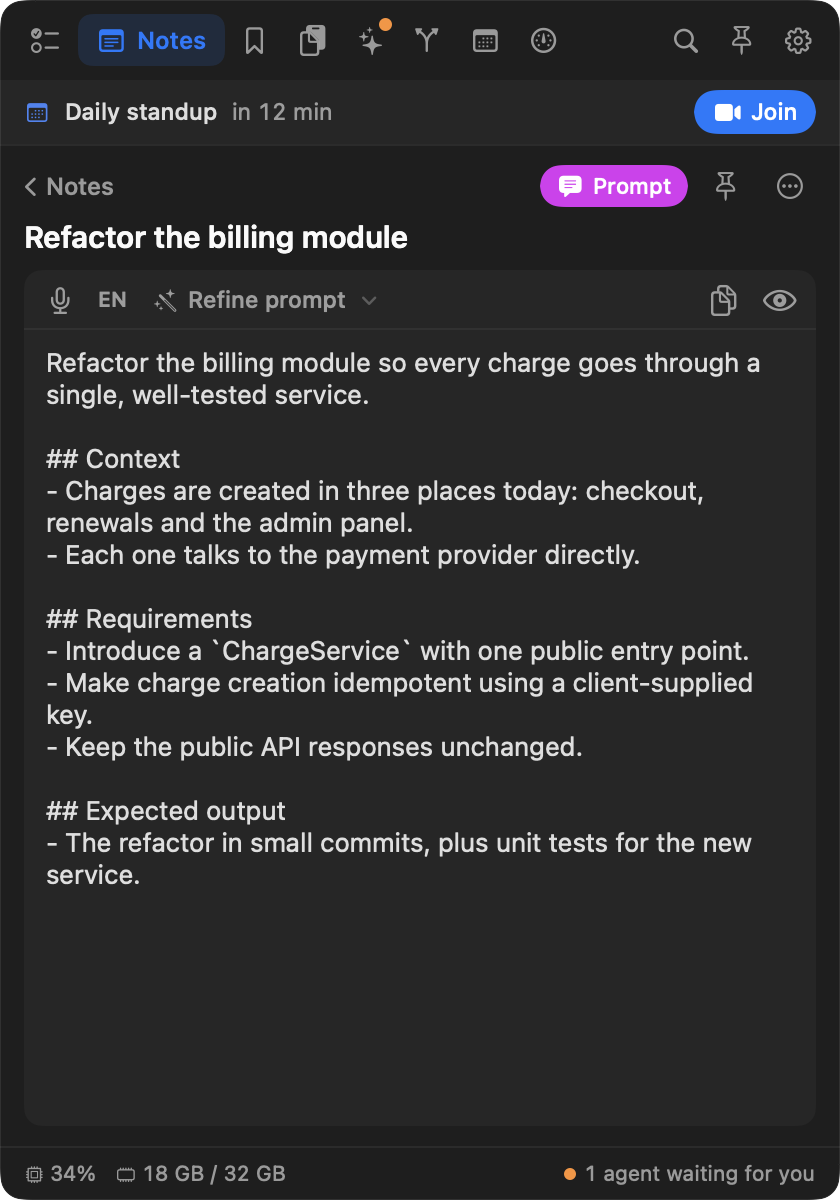 Notes
Daily standup in 12 min
Join
Notes
Prompt
Refactor the billing module
EN
Refine prompt
Refactor the billing module so every charge goes through a
single, well-tested service.
## Context
- Charges are created in three places today: checkout,
renewals and the admin panel.
- Each one talks to the payment provider directly.
## Requirements
- Introduce a `ChargeService` with one public entry point.
- Make charge creation idempotent using a client-supplied
key.
- Keep the public API responses unchanged.
## Expected output
- The refactor in small commits, plus unit tests for the new
service.
34%
18 GB / 32 GB
1 agent waiting for you